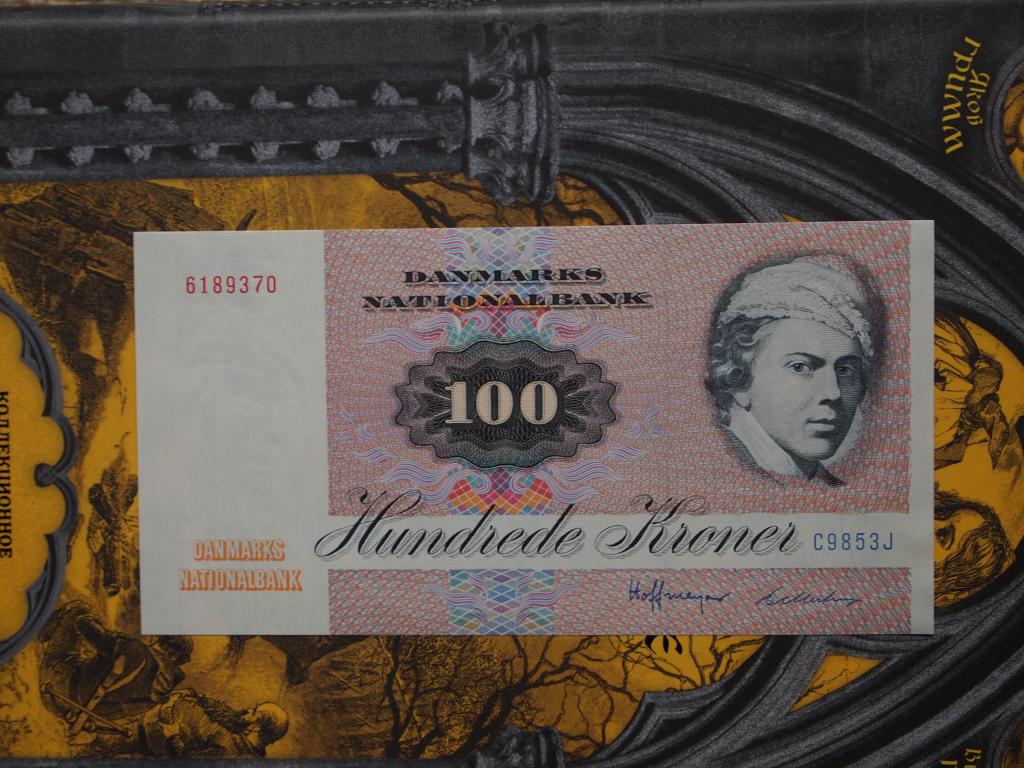 6189370
DANMARKS
NATIONALBANK
100
Hundrede Kroner
C9853J
DANMARKS
NATIONALBANK
Hoffmeyer
КОЛЛЕКЦИОННОЕ